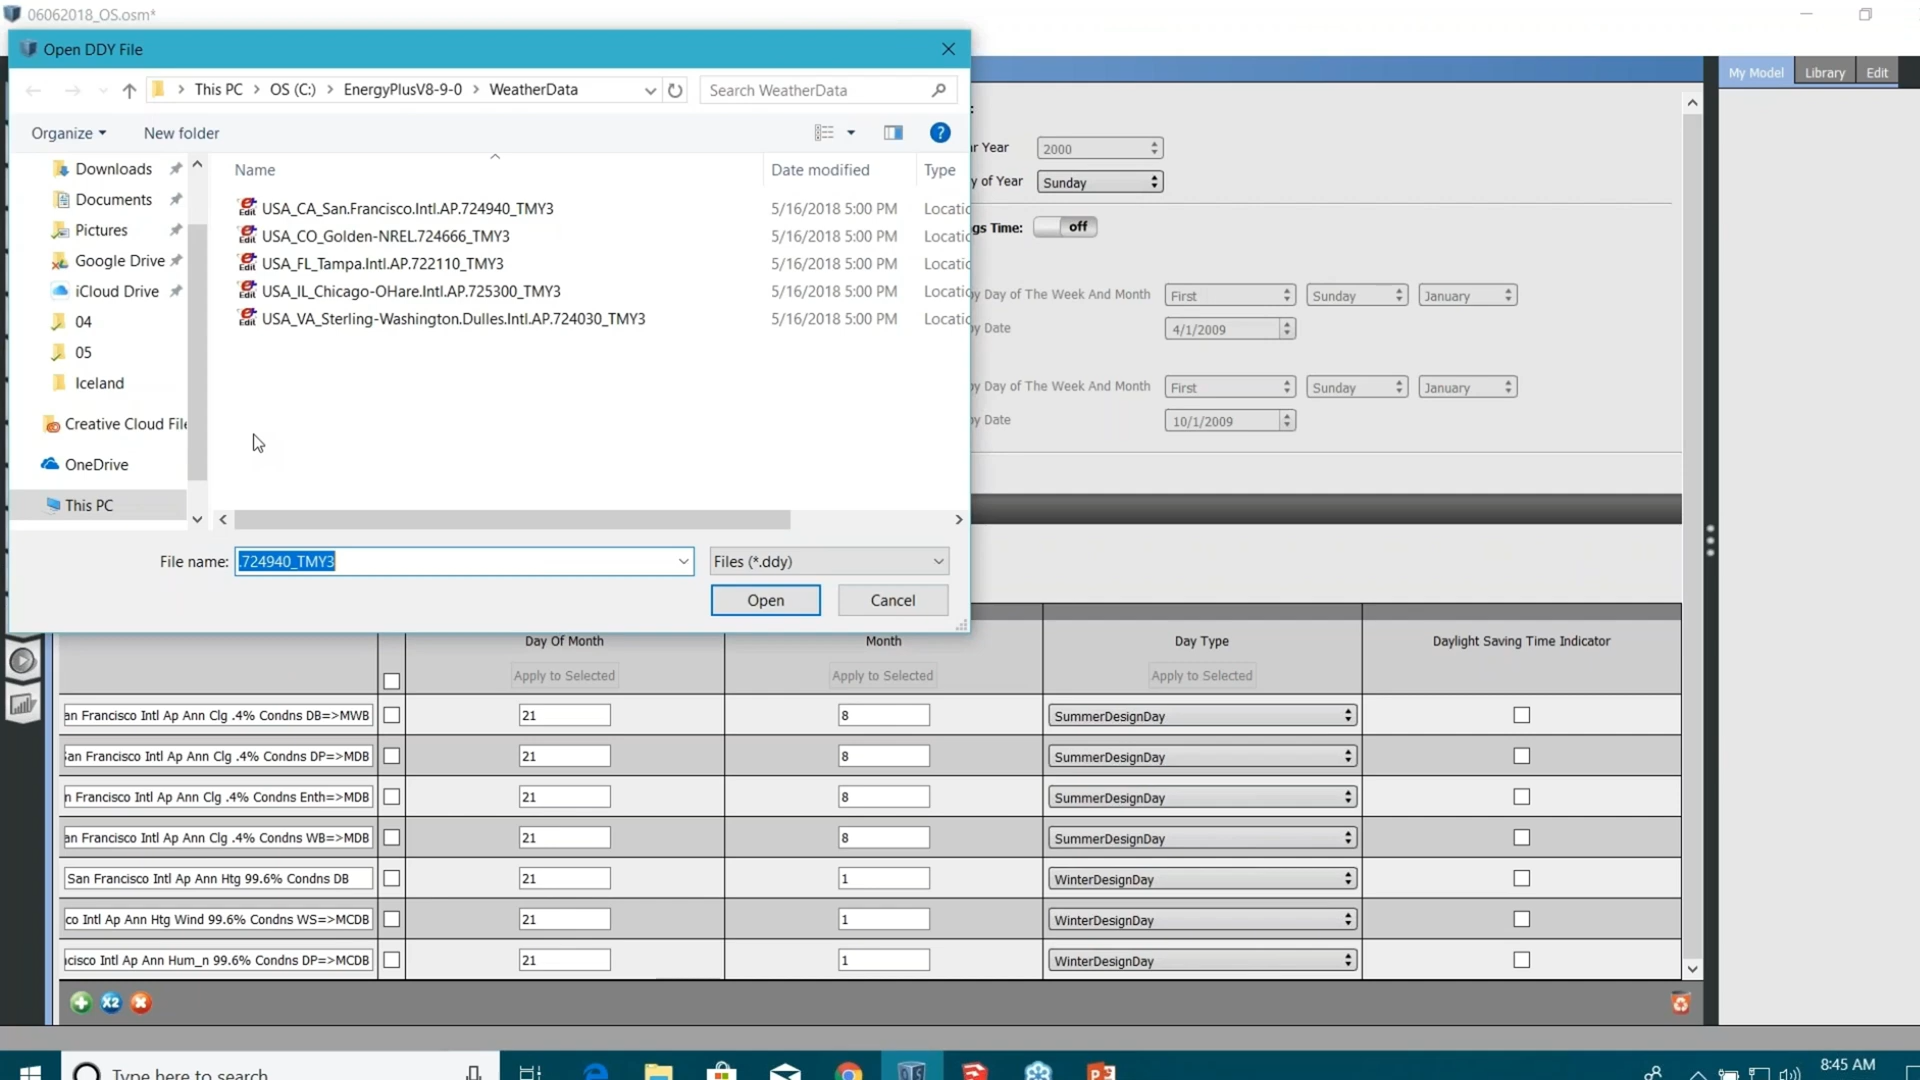 06062018_OS.osm*
Open DDY File
This PC > OS (C:) > EnergyPlusV8-9-0 > WeatherData
Search WeatherData
My Model
Library
Edit
Organize
New folder
Name
Date modified
Type
Downloads
Documents
Pictures
Google Drive
iCloud Drive
04
05
Iceland
Creative Cloud File
OneDrive
This PC
USA_CA_San.Francisco.Intl.AP.724940_TMY3 5/16/2018 5:00 PM Locatio
USA_CO_Golden-NREL.724666_TMY3 5/16/2018 5:00 PM Locatio
USA_FL_Tampa.Intl.AP.722110_TMY3 5/16/2018 5:00 PM Locatio
USA_IL_Chicago-OHare.Intl.AP.725300_TMY3 5/16/2018 5:00 PM Locatio
USA_VA_Sterling-Washington.Dulles.Intl.AP.724030_TMY3 5/16/2018 5:00 PM Locatio
File name: .724940_TMY3
Files (*.ddy)
Open
Cancel
ar Year 2000
y of Year Sunday
gs Time: off
y Day of The Week And Month First Sunday January
y Date 4/1/2009
y Day of The Week And Month First Sunday January
y Date 10/1/2009
Day Of Month
Month
Day Type
Daylight Saving Time Indicator
Apply to Selected
Apply to Selected
Apply to Selected
an Francisco Intl Ap Ann Clg .4% Condns DB=>MWB 21 8 SummerDesignDay
San Francisco Intl Ap Ann Clg .4% Condns DP=>MDB 21 8 SummerDesignDay
n Francisco Intl Ap Ann Clg .4% Condns Enth=>MDB 21 8 SummerDesignDay
an Francisco Intl Ap Ann Clg .4% Condns WB=>MDB 21 8 SummerDesignDay
San Francisco Intl Ap Ann Htg 99.6% Condns DB 21 1 WinterDesignDay
co Intl Ap Ann Htg Wind 99.6% Condns WS=>MCDB 21 1 WinterDesignDay
cisco Intl Ap Ann Hum_n 99.6% Condns DP=>MCDB 21 1 WinterDesignDay
X2
Type here to search
8:45 AM